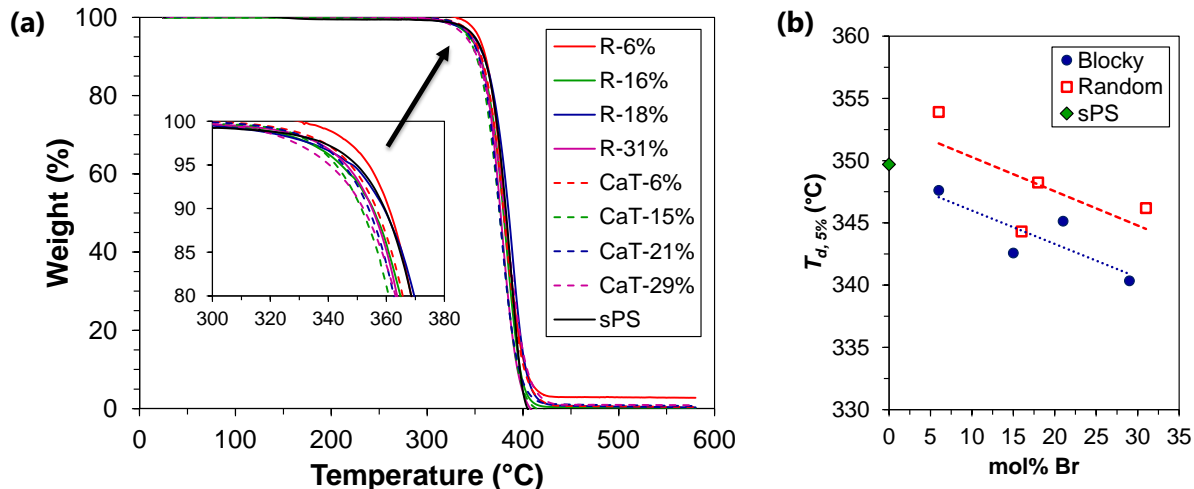 (a)
100
80
60
40
20
0
Weight (%)
0 100 200 300 400 500 600
Temperature (°C)
100
95
90
85
80
300 320 340 360 380
R-6%
R-16%
R-18%
R-31%
CaT-6%
CaT-15%
CaT-21%
CaT-29%
sPS
(b)
360
355
350
345
340
335
330
Td, 5% (°C)
0 5 10 15 20 25 30 35
mol% Br
Blocky
Random
sPS